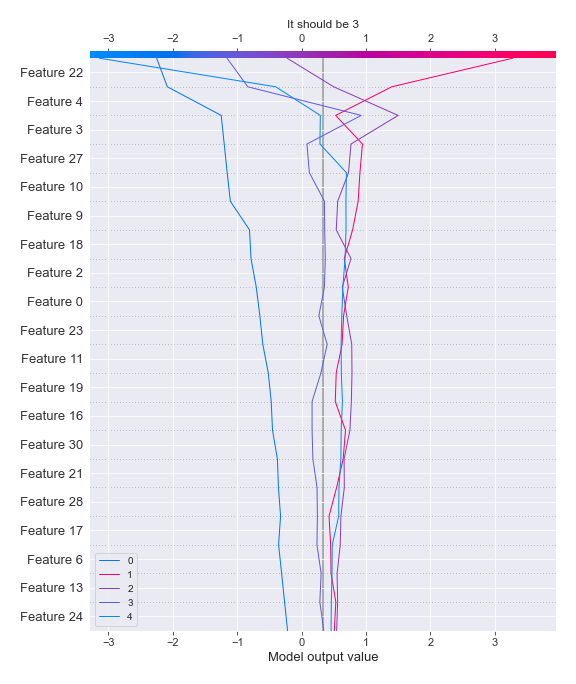 It should be 3
−3 −2 −1 0 1 2 3
Feature 22
Feature 4
Feature 3
Feature 27
Feature 10
Feature 9
Feature 18
Feature 2
Feature 0
Feature 23
Feature 11
Feature 19
Feature 16
Feature 30
Feature 21
Feature 28
Feature 17
Feature 6
Feature 13
Feature 24
0
1
2
3
4
−3 −2 −1 0 1 2 3
Model output value